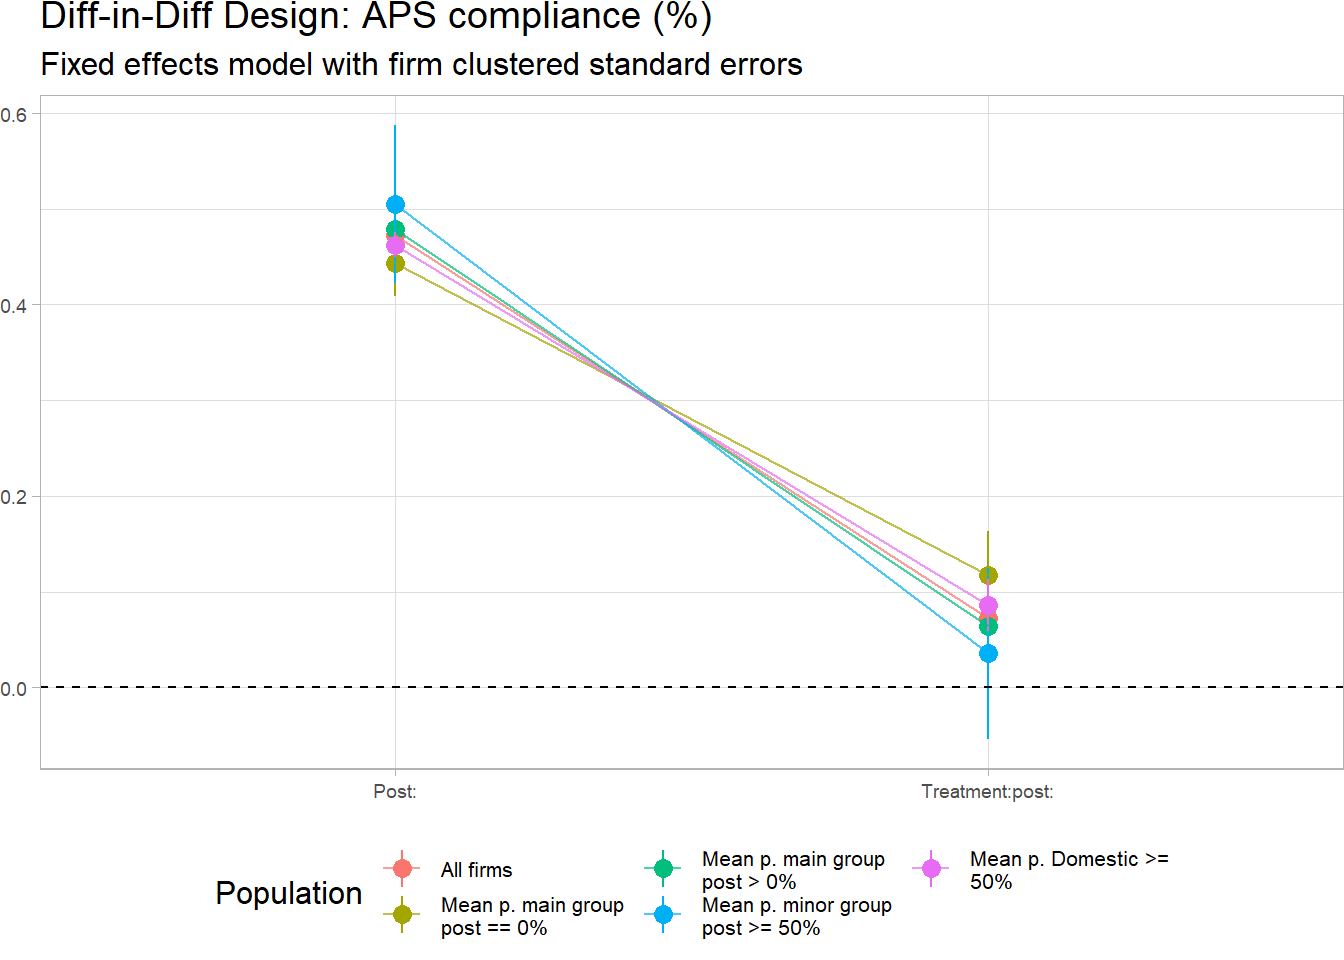 Diff-in-Diff Design: APS compliance (%)
Fixed effects model with firm clustered standard errors
0.6
0.4
0.2
0.0
Post:
Treatment:post:
Population
All firms
Mean p. main group
post == 0%
Mean p. main group
post > 0%
Mean p. minor group
post >= 50%
Mean p. Domestic >=
50%